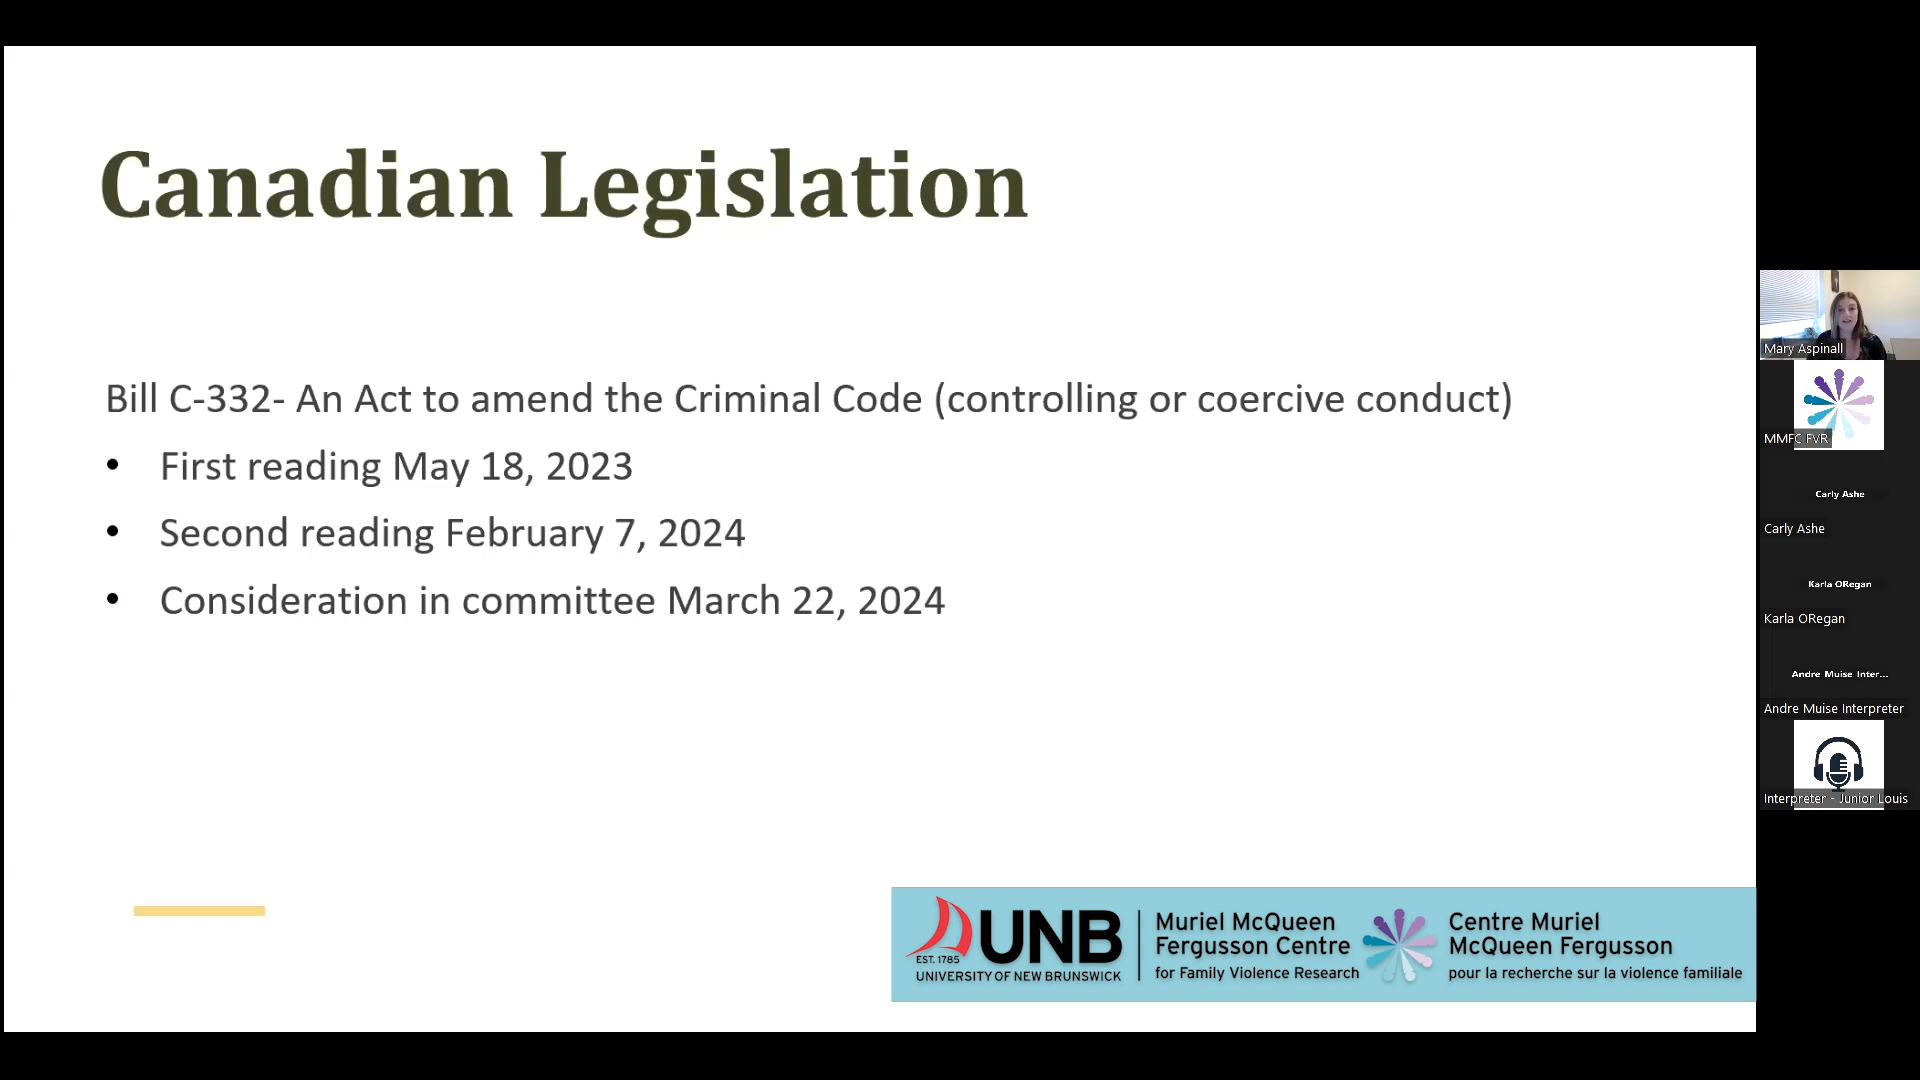 Canadian Legislation
Bill C-332- An Act to amend the Criminal Code (controlling or coercive conduct)
• First reading May 18, 2023
• Second reading February 7, 2024
• Consideration in committee March 22, 2024
EST. 1785
UNB
UNIVERSITY OF NEW BRUNSWICK
Muriel McQueen
Fergusson Centre
for Family Violence Research
Centre Muriel
McQueen Fergusson
pour la recherche sur la violence familiale
Mary Aspinall
MMFC FVR
Carly Ashe
Carly Ashe
Karla ORegan
Karla ORegan
Andre Muise Inter...
Andre Muise Interpreter
Interpreter - Junior Louis